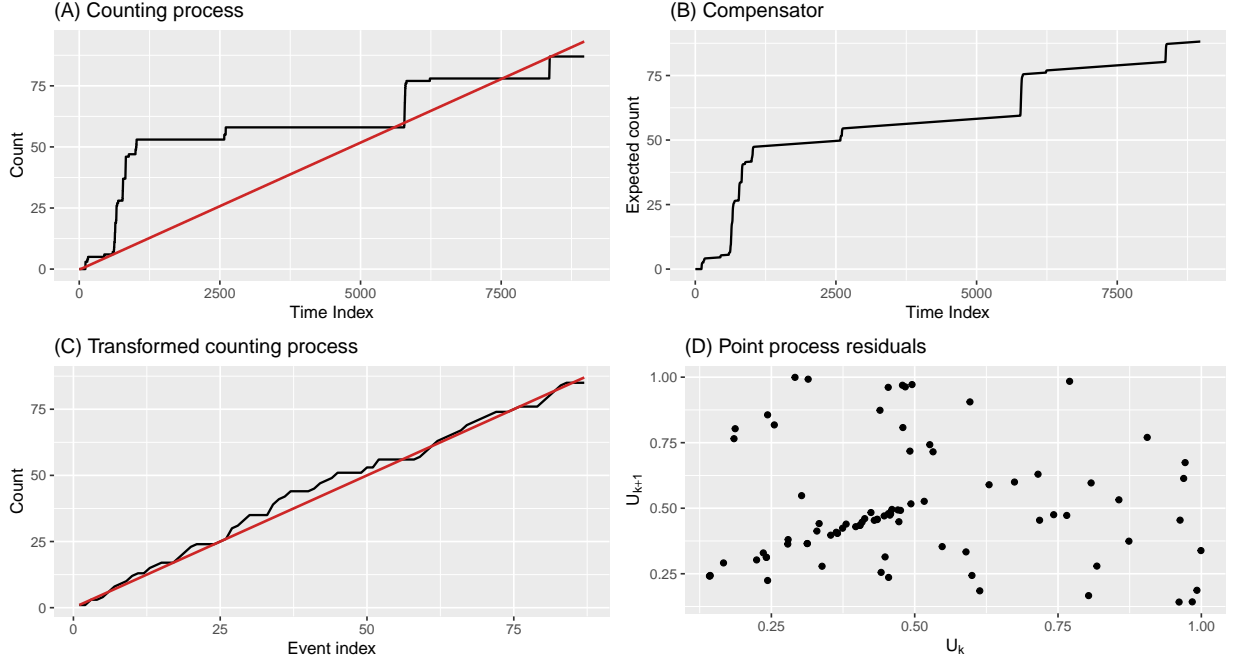 (A) Counting process
Count
75
50
25
0
0
2500
5000
7500
Time Index
(B) Compensator
Expected count
75
50
25
0
0
2500
5000
7500
Time Index
(C) Transformed counting process
Count
75
50
25
0
0
25
50
75
Event index
(D) Point process residuals
U_{k+1}
1.00
0.75
0.50
0.25
0.25
0.50
0.75
1.00
U_k